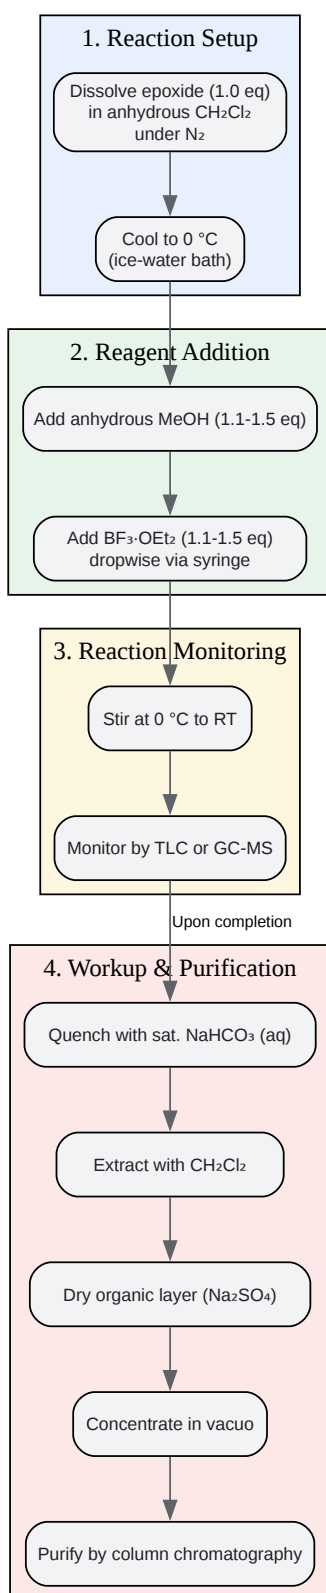 1. Reaction Setup
Dissolve epoxide (1.0 eq)
in anhydrous CH₂Cl₂
under N₂
Cool to 0 °C
(ice-water bath)
2. Reagent Addition
Add anhydrous MeOH (1.1-1.5 eq)
Add BF₃·OEt₂ (1.1-1.5 eq)
dropwise via syringe
3. Reaction Monitoring
Stir at 0 °C to RT
Monitor by TLC or GC-MS
Upon completion
4. Workup & Purification
Quench with sat. NaHCO₃ (aq)
Extract with CH₂Cl₂
Dry organic layer (Na₂SO₄)
Concentrate in vacuo
Purify by column chromatography